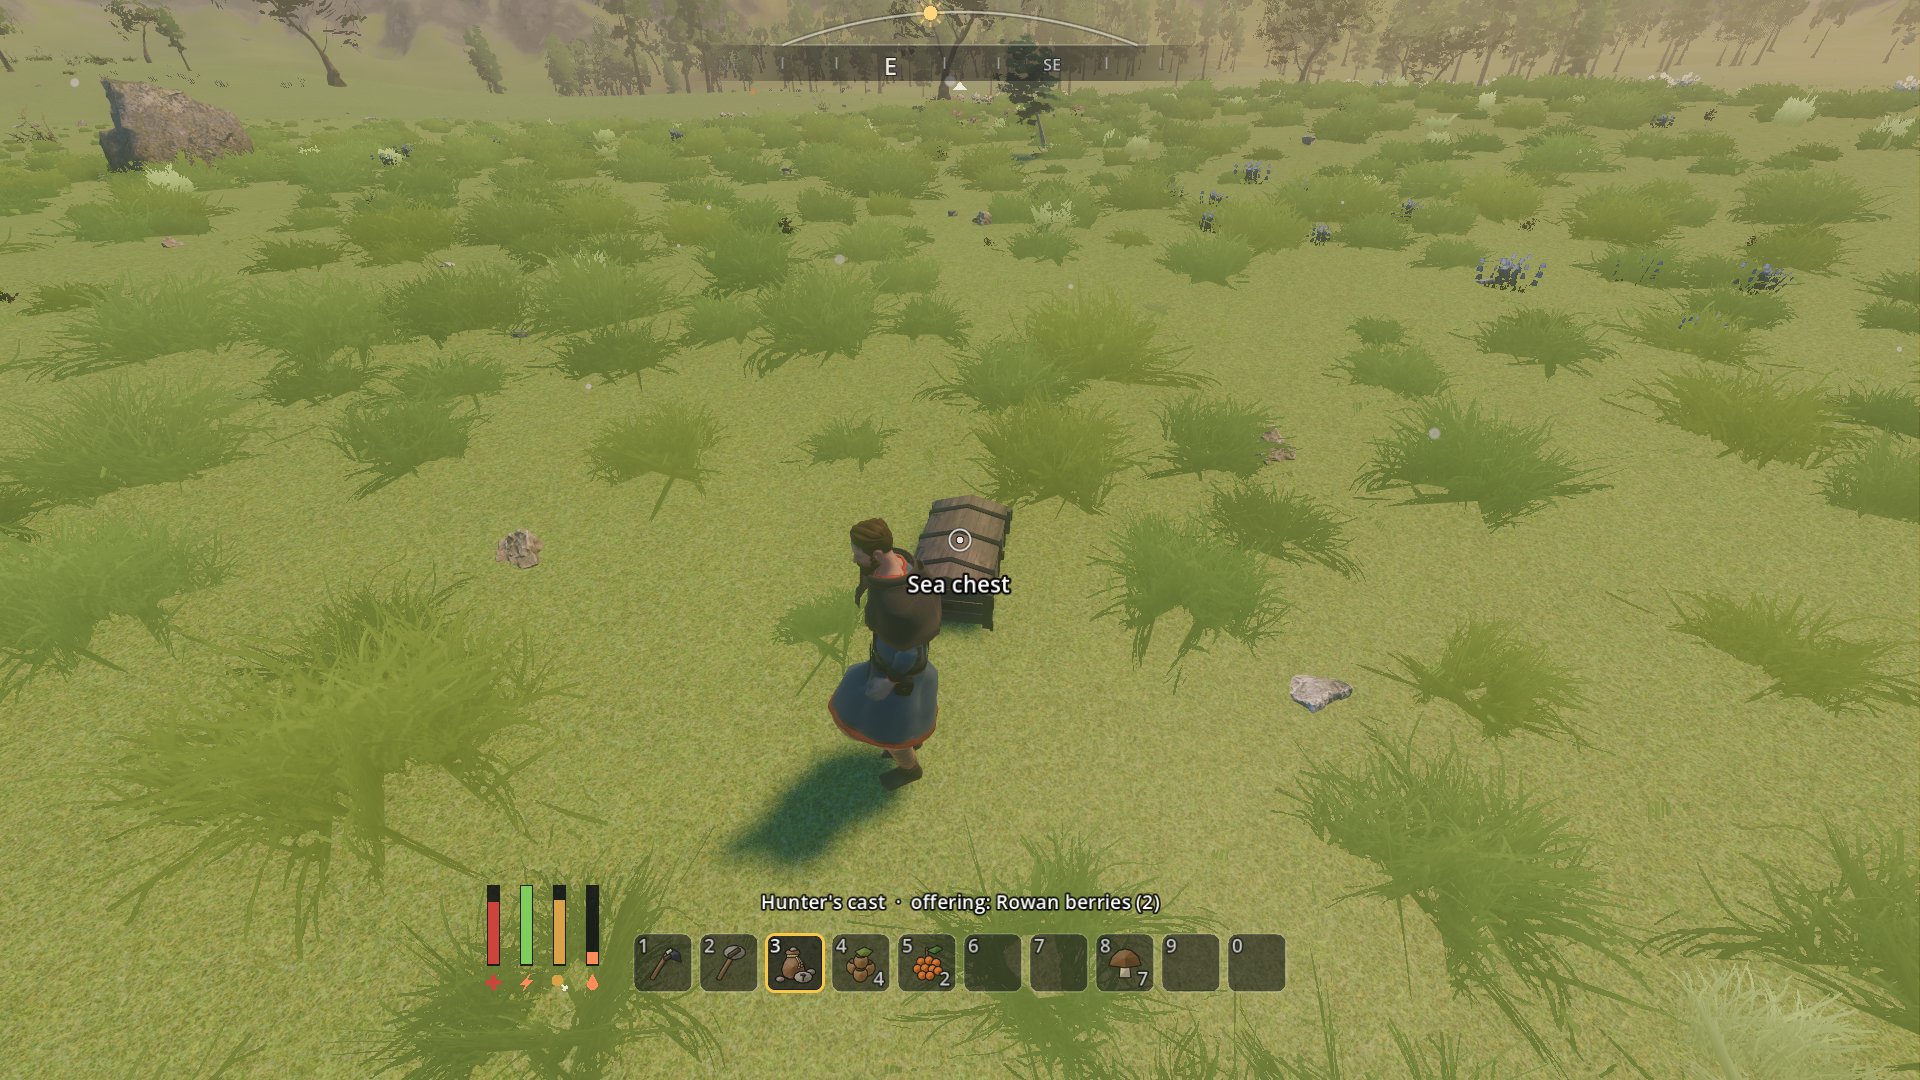 E SE
Sea chest
Hunter's cast · offering: Rowan berries (2)
1 2 3 4 5 6 7 8 9 0
4 2 7